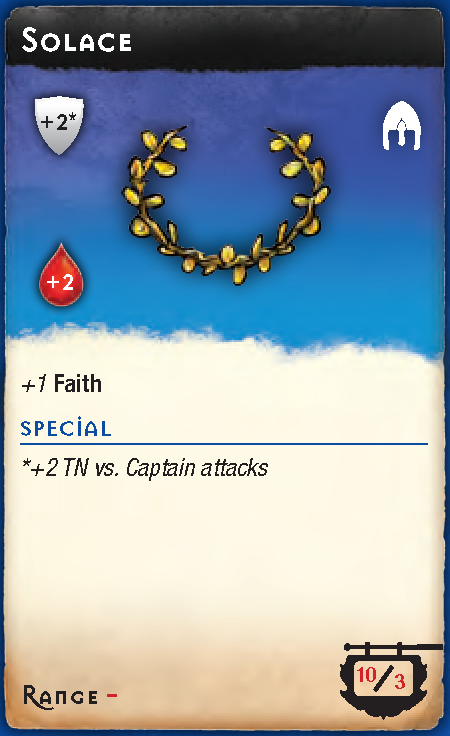 Solace
+2*
+2
+1 Faith
Special
*+2 TN vs. Captain attacks
Range -
10/3